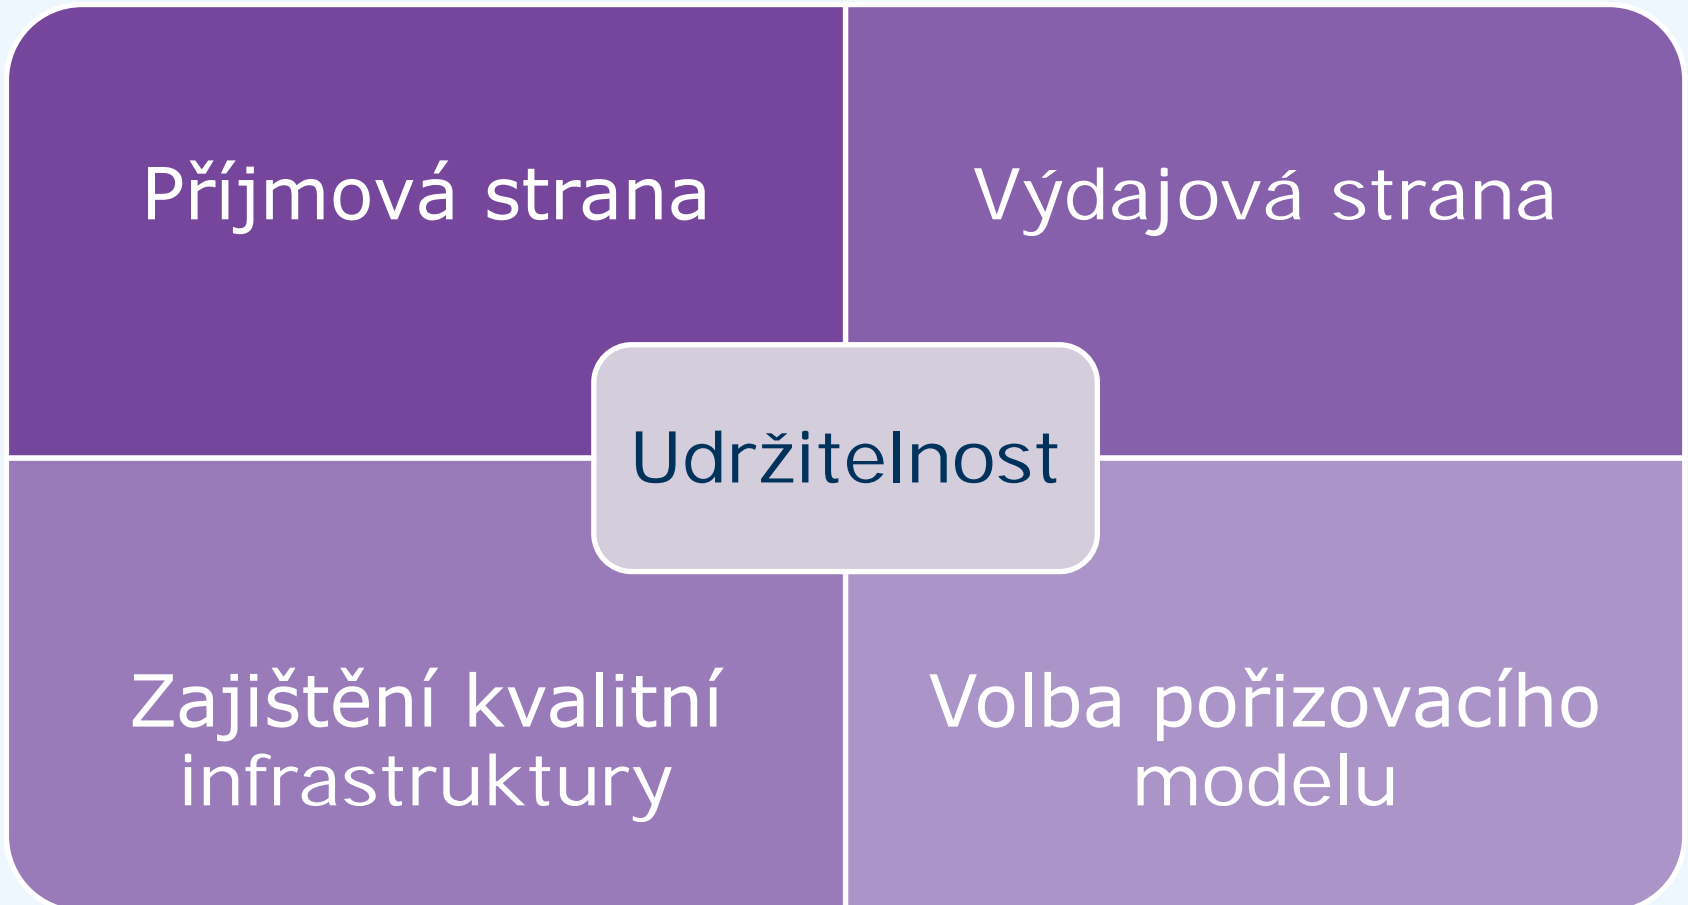 Příjmová strana
Výdajová strana
Udržitelnost
Zajištění kvalitní
infrastruktury
Volba pořizovacího
modelu